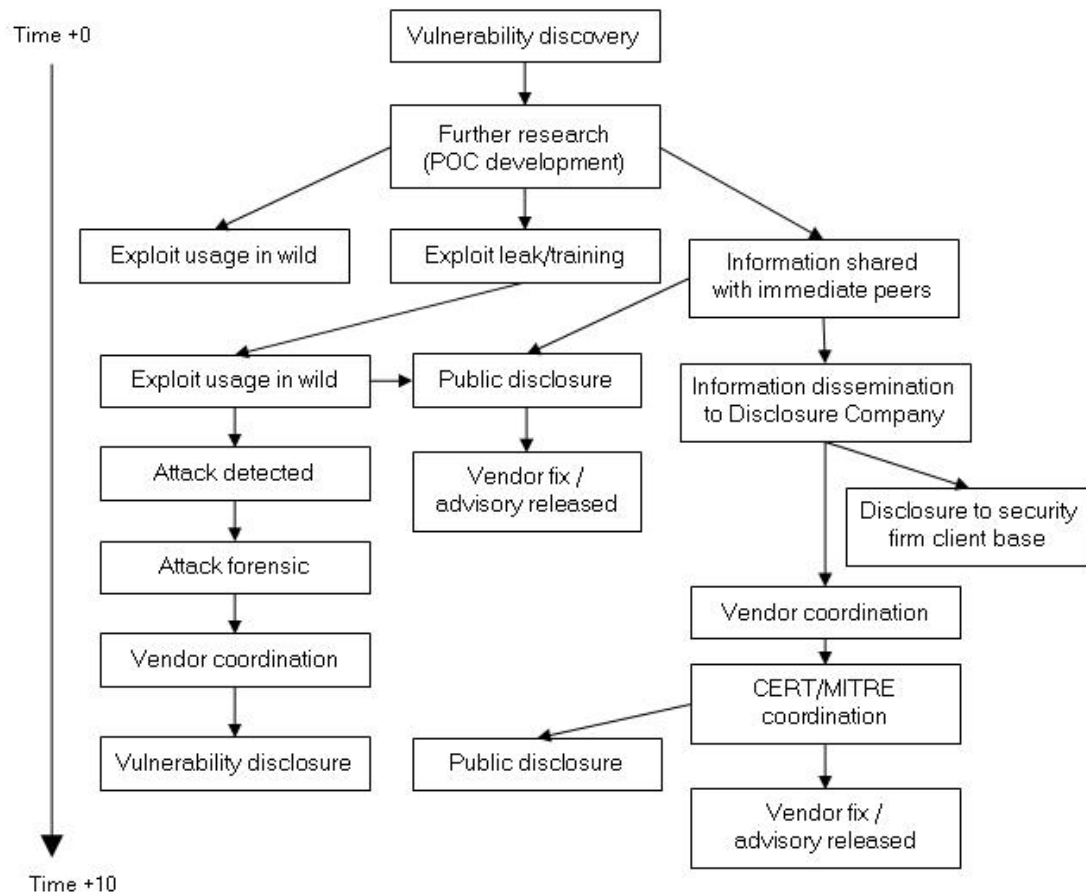 Time +0
Vulnerability discovery
Further research
(POC development)
Exploit usage in wild
Exploit leak/training
Information shared
with immediate peers
Exploit usage in wild
Public disclosure
Information dissemination
to Disclosure Company
Attack detected
Vendor fix /
advisory released
Disclosure to security
firm client base
Attack forensic
Vendor coordination
Vendor coordination
CERT/MITRE
coordination
Vulnerability disclosure
Public disclosure
Vendor fix /
advisory released
Time +10